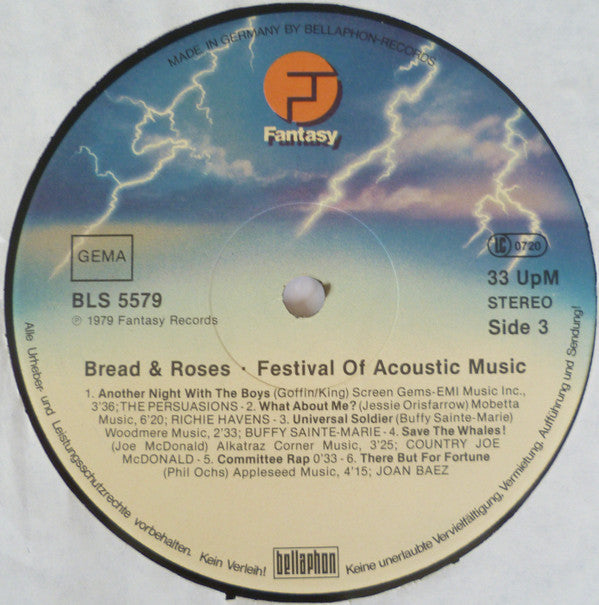 MADE IN GERMANY BY BELLAPHON-RECORDS
F
Fantasy
GEMA
LC 0720
BLS 5579
℗ 1979 Fantasy Records
33 UpM
STEREO
Side 3
Bread & Roses · Festival Of Acoustic Music
1. Another Night With The Boys (Goffin/King) Screen Gems-EMI Music Inc.,
3'36; THE PERSUASIONS - 2. What About Me? (Jessie Orisfarrow) Mobetta
Music, 6'20; RICHIE HAVENS - 3. Universal Soldier (Buffy Sainte-Marie)
Woodmere Music, 2'33; BUFFY SAINTE-MARIE - 4. Save The Whales!
(Joe McDonald) Alkatraz Corner Music, 3'25; COUNTRY JOE
McDONALD - 5. Committee Rap 0'33 - 6. There But For Fortune
(Phil Ochs) Appleseed Music, 4'15; JOAN BAEZ
Alle Urheber- und Leistungsschutzrechte vorbehalten. Kein Verleih!
bellaphon
Keine unerlaubte Vervielfältigung, Vermietung, Aufführung und Sendung!